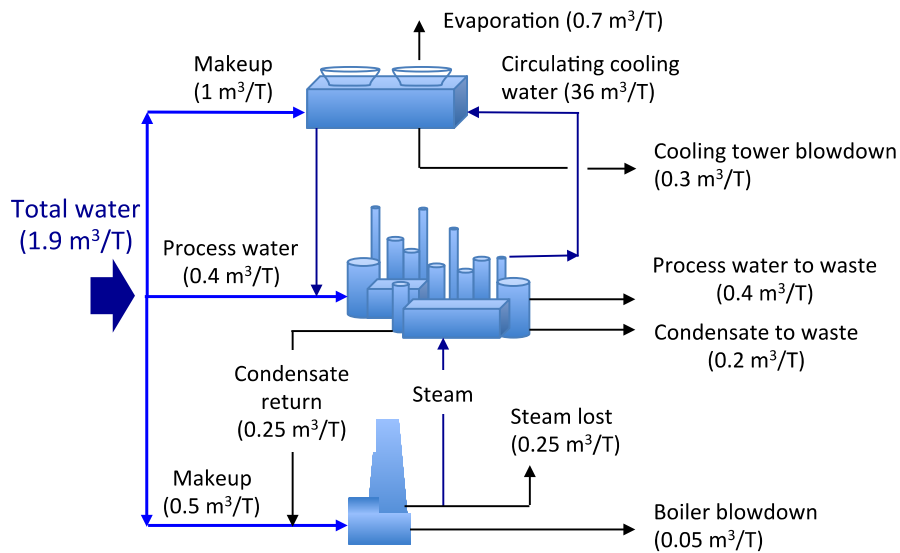 Evaporation (0.7 m³/T)
Makeup
(1 m³/T)
Circulating cooling
water (36 m³/T)
Cooling tower blowdown
(0.3 m³/T)
Total water
(1.9 m³/T)
Process water
(0.4 m³/T)
Process water to waste
(0.4 m³/T)
Condensate to waste
(0.2 m³/T)
Condensate
return
(0.25 m³/T)
Steam
Steam lost
(0.25 m³/T)
Makeup
(0.5 m³/T)
Boiler blowdown
(0.05 m³/T)